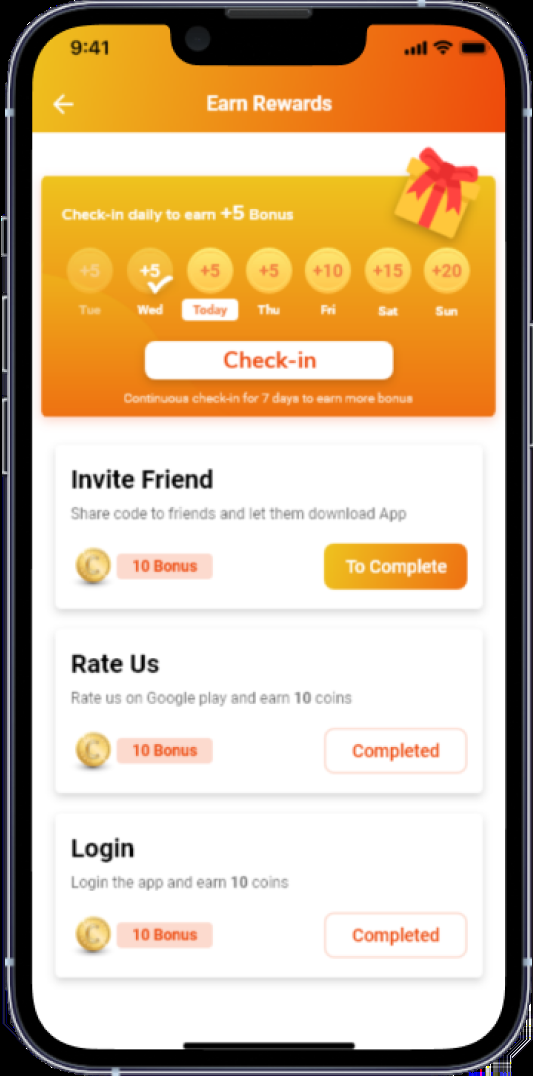 9:41
Earn Rewards
Check-in daily to earn +5 Bonus
+5 +5 +5 +5 +10 +15 +20
Tue Wed Today Thu Fri Sat Sun
Check-in
Continuous check-in for 7 days to earn more bonus
Invite Friend
Share code to friends and let them download App
C 10 Bonus To Complete
Rate Us
Rate us on Google play and earn 10 coins
C 10 Bonus Completed
Login
Login the app and earn 10 coins
C 10 Bonus Completed